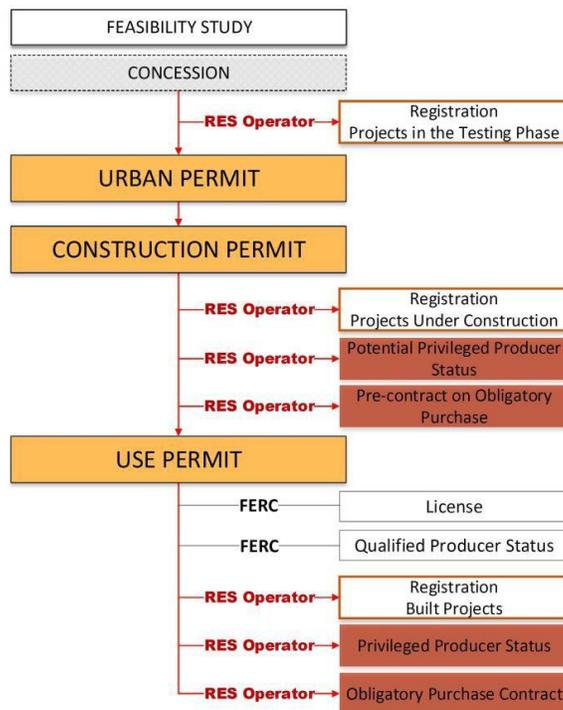 FEASIBILITY STUDY
CONCESSION
RES Operator
Registration
Projects in the Testing Phase
URBAN PERMIT
CONSTRUCTION PERMIT
RES Operator
Registration
Projects Under Construction
RES Operator
Potential Privileged Producer
Status
RES Operator
Pre-contract on Obligatory
Purchase
USE PERMIT
FERC
License
FERC
Qualified Producer Status
RES Operator
Registration
Built Projects
RES Operator
Privileged Producer Status
RES Operator
Obligatory Purchase Contract